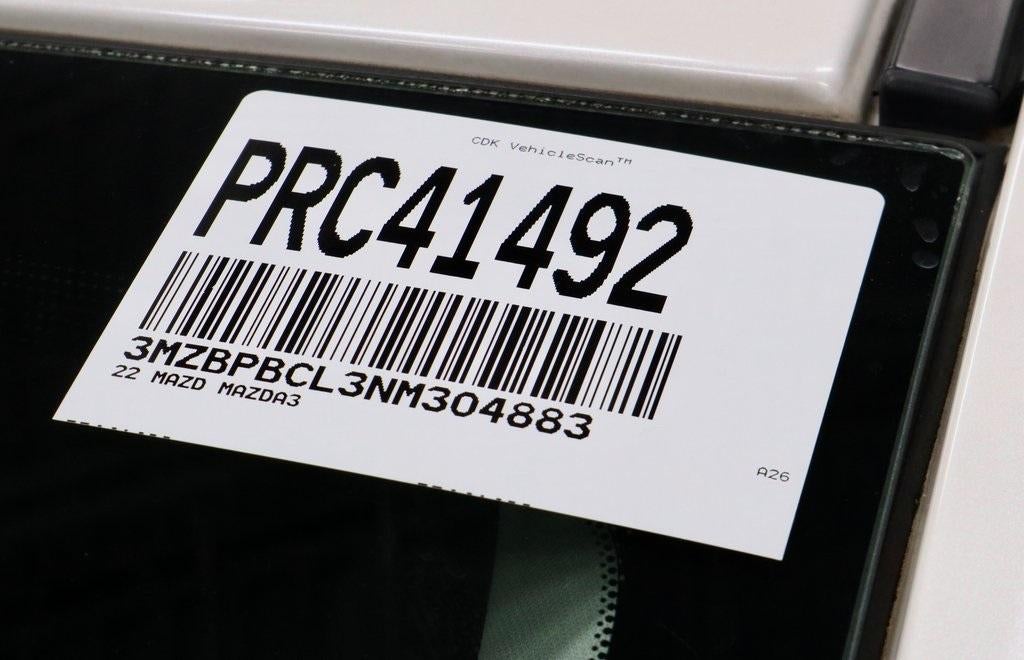 CDK VehicleScan™
PRC41492
3MZBPBCL3NM304883
22 MAZD MAZDA3
A26